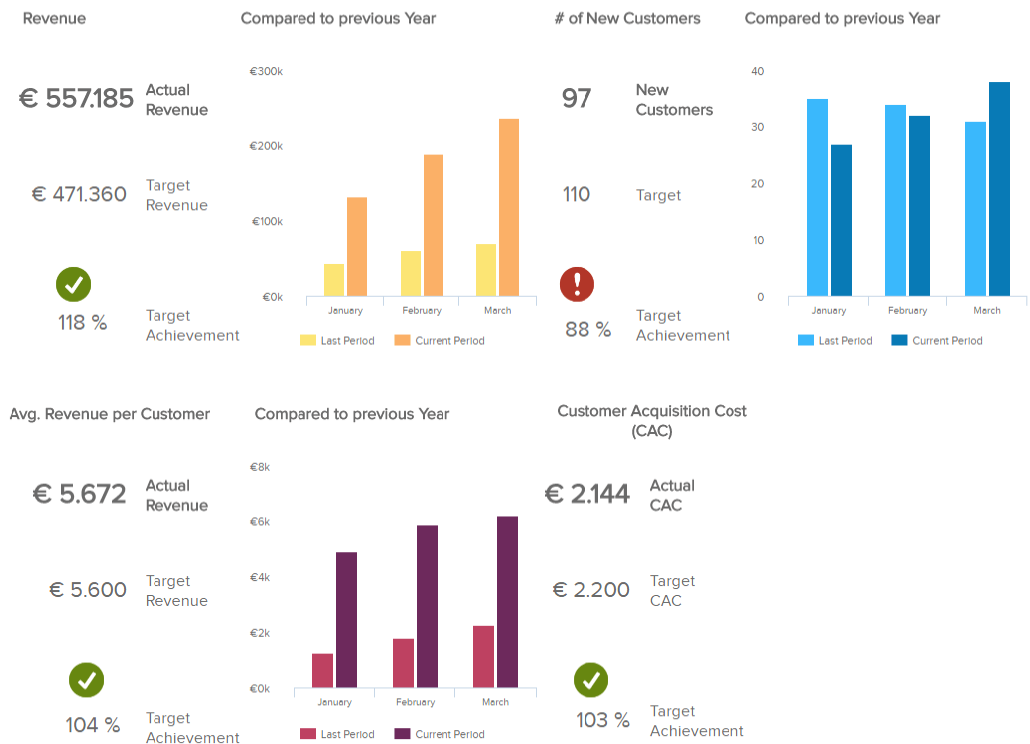 Revenue
Compared to previous Year
€ 557.185
Actual
Revenue
€ 471.360
Target
Revenue
118 %
Target
Achievement
€300k
€200k
€100k
€0k
January
February
March
Last Period
Current Period
# of New Customers
Compared to previous Year
97
New
Customers
110
Target
88 %
Target
Achievement
40
30
20
10
0
January
February
March
Last Period
Current Period
Avg. Revenue per Customer
Compared to previous Year
€ 5.672
Actual
Revenue
€ 5.600
Target
Revenue
104 %
Target
Achievement
€8k
€6k
€4k
€2k
€0k
January
February
March
Last Period
Current Period
Customer Acquisition Cost
(CAC)
€ 2.144
Actual
CAC
€ 2.200
Target
CAC
103 %
Target
Achievement